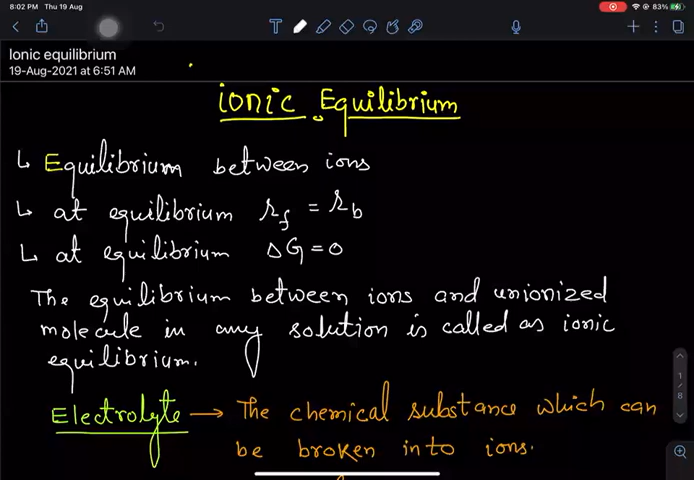 8:02 PM Thu 19 Aug
83%
Ionic equilibrium
19-Aug-2021 at 6:51 AM
ionic Equilibrium
↳ Equilibrium between ions
↳ at equilibrium r_f = r_b
↳ at equilibrium ΔG = 0
The equilibrium between ions and unionized
molecule in any solution is called as ionic
equilibrium.
Electrolyte → The chemical substance which can
be broken into ions.
1
/
8